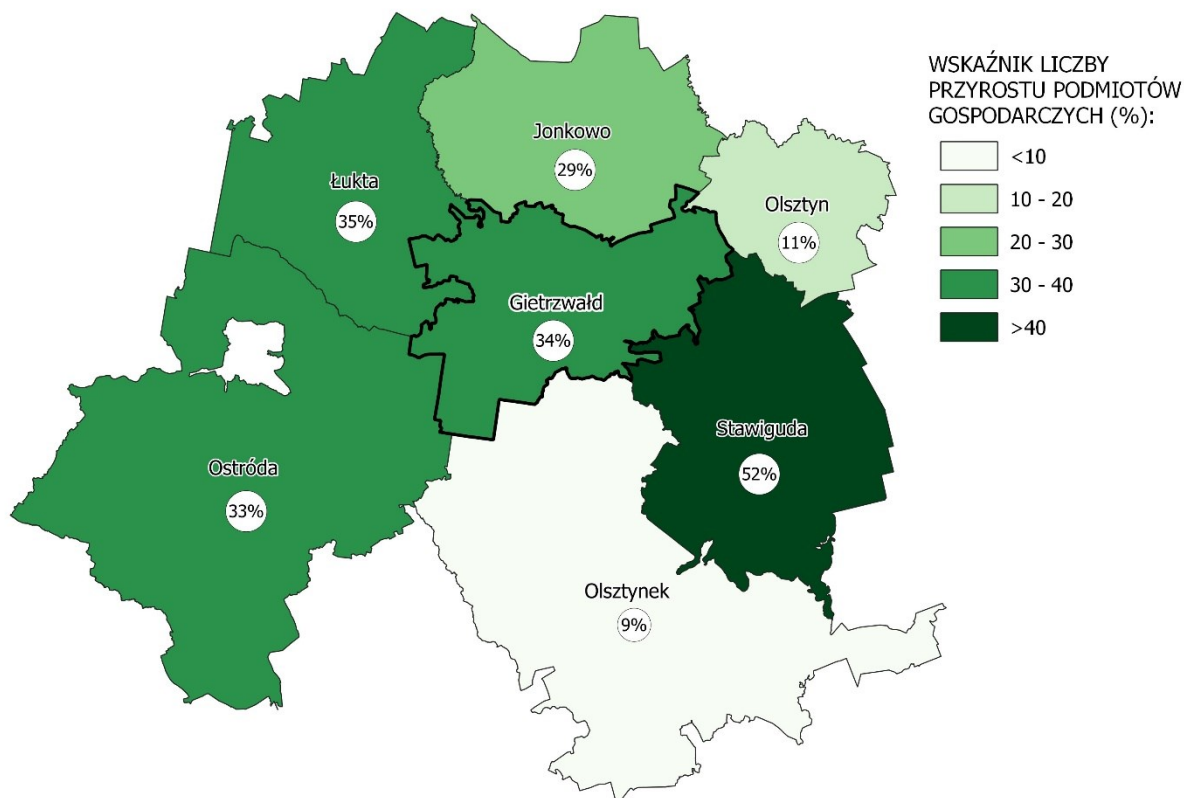 WSKAŹNIK LICZBY
PRZYROSTU PODMIOTÓW
GOSPODARCZYCH (%):
<10
10 - 20
20 - 30
30 - 40
>40
Jonkowo
29%
Łukta
35%
Olsztyn
11%
Gietrzwałd
34%
Stawiguda
52%
Ostróda
33%
Olsztynek
9%